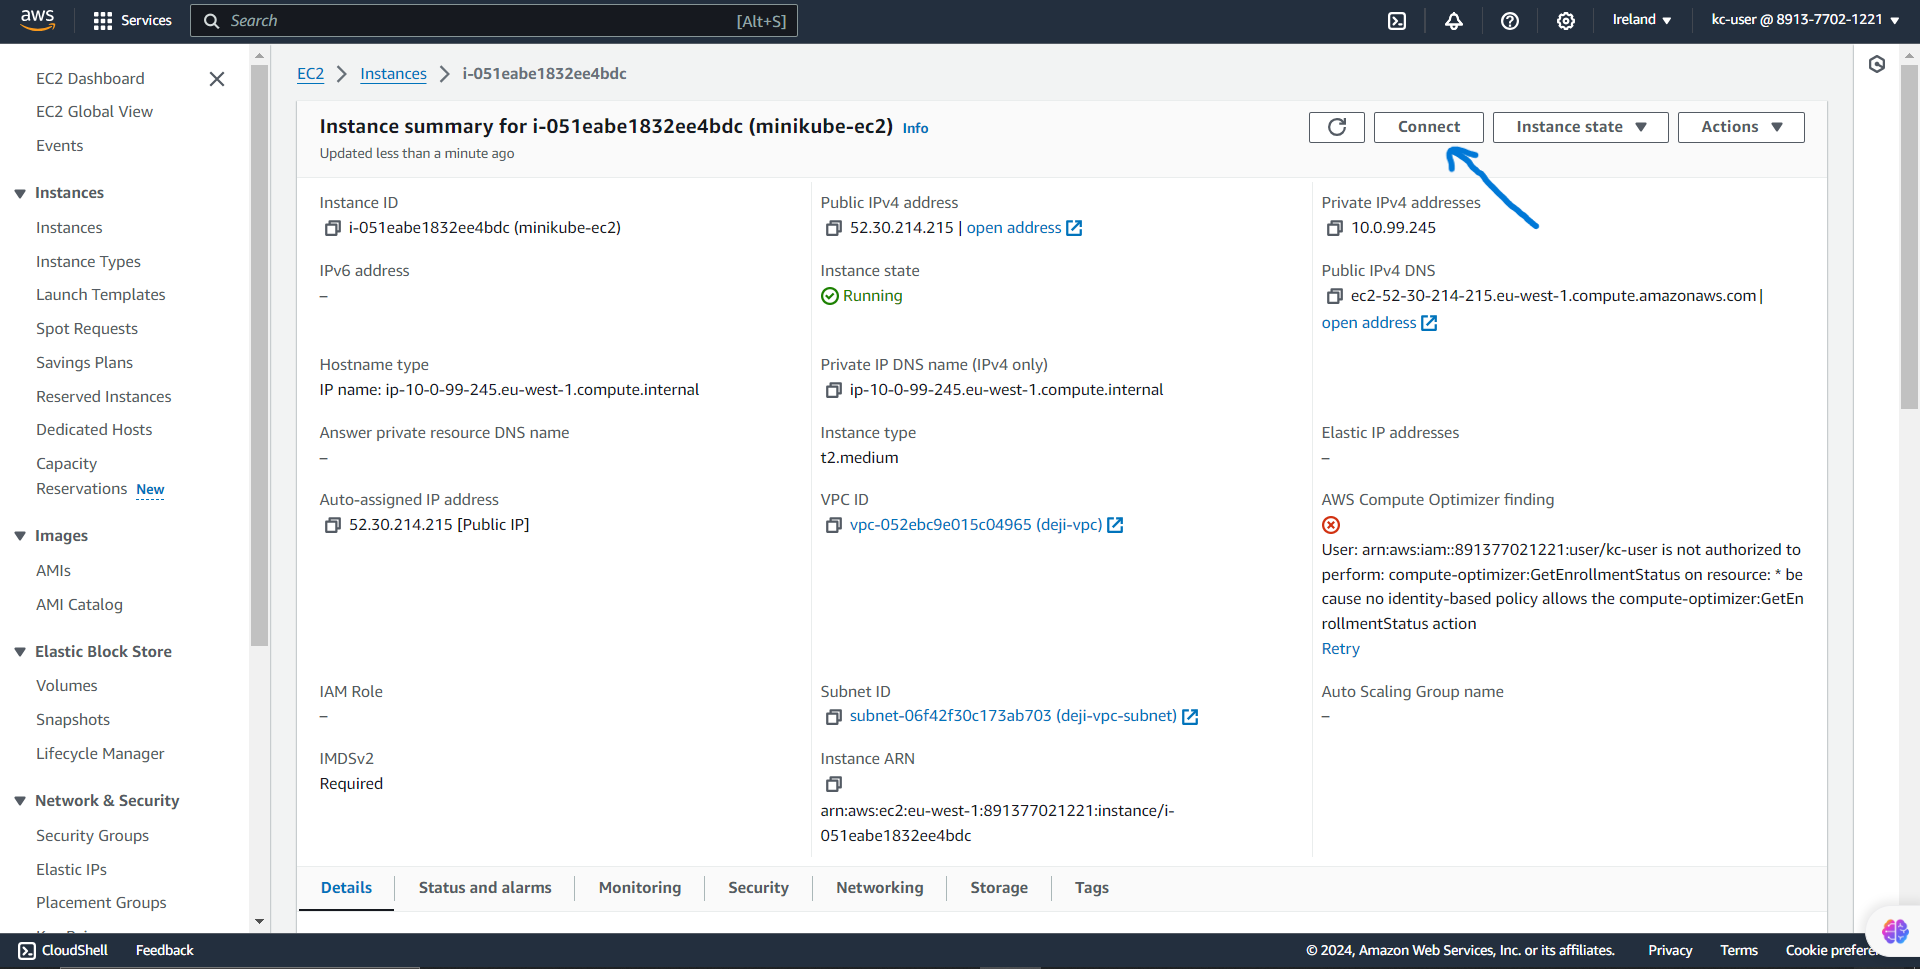 aws
Services
Search
[Alt+S]
Ireland
kc-user @ 8913-7702-1221
EC2 Dashboard
EC2 Global View
Events
Instances
Instances
Instance Types
Launch Templates
Spot Requests
Savings Plans
Reserved Instances
Dedicated Hosts
Capacity
Reservations New
Images
AMIs
AMI Catalog
Elastic Block Store
Volumes
Snapshots
Lifecycle Manager
Network & Security
Security Groups
Elastic IPs
Placement Groups
EC2 > Instances > i-051eabe1832ee4bdc
Instance summary for i-051eabe1832ee4bdc (minikube-ec2) Info
Updated less than a minute ago
Connect
Instance state
Actions
Instance ID
i-051eabe1832ee4bdc (minikube-ec2)
Public IPv4 address
52.30.214.215 | open address
Private IPv4 addresses
10.0.99.245
IPv6 address
–
Instance state
Running
Public IPv4 DNS
ec2-52-30-214-215.eu-west-1.compute.amazonaws.com |
open address
Hostname type
IP name: ip-10-0-99-245.eu-west-1.compute.internal
Private IP DNS name (IPv4 only)
ip-10-0-99-245.eu-west-1.compute.internal
Answer private resource DNS name
–
Instance type
t2.medium
Elastic IP addresses
–
Auto-assigned IP address
52.30.214.215 [Public IP]
VPC ID
vpc-052ebc9e015c04965 (deji-vpc)
AWS Compute Optimizer finding
User: arn:aws:iam::891377021221:user/kc-user is not authorized to
perform: compute-optimizer:GetEnrollmentStatus on resource: * be
cause no identity-based policy allows the compute-optimizer:GetEn
rollmentStatus action
Retry
IAM Role
–
Subnet ID
subnet-06f42f30c173ab703 (deji-vpc-subnet)
Auto Scaling Group name
–
IMDSv2
Required
Instance ARN
arn:aws:ec2:eu-west-1:891377021221:instance/i-
051eabe1832ee4bdc
Details
Status and alarms
Monitoring
Security
Networking
Storage
Tags
CloudShell
Feedback
© 2024, Amazon Web Services, Inc. or its affiliates.
Privacy
Terms
Cookie prefere